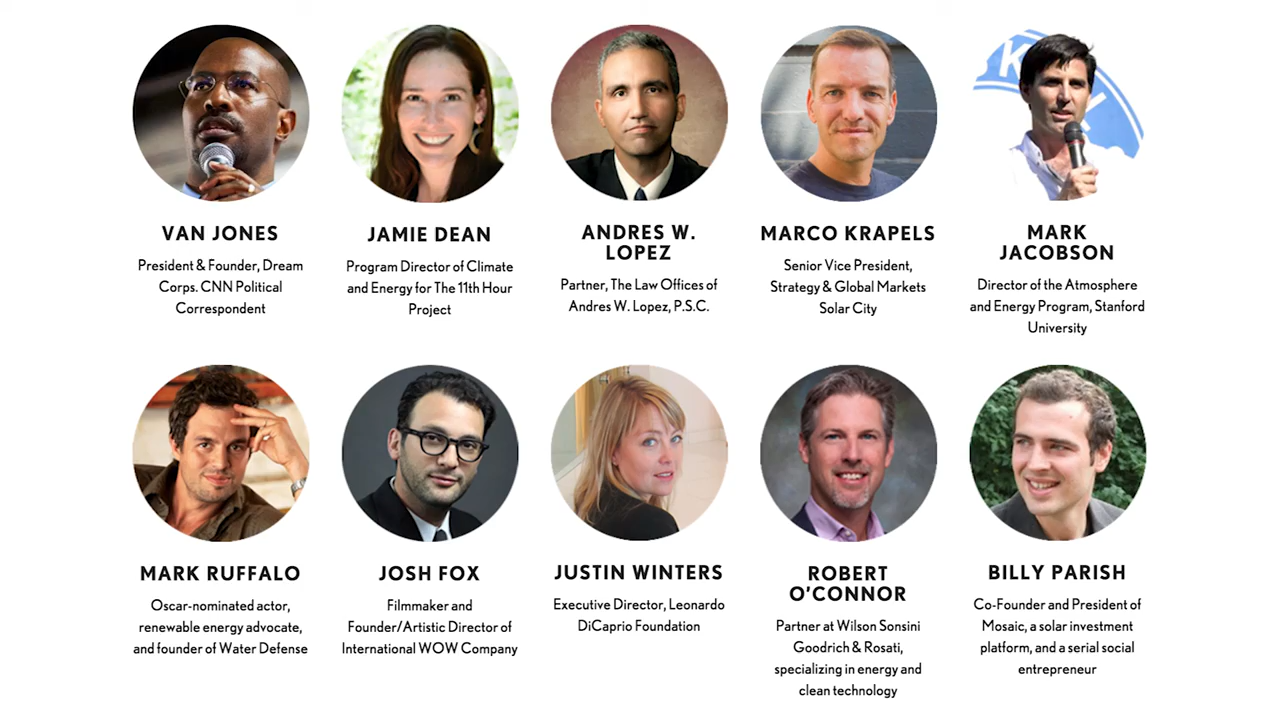 VAN JONES
President & Founder, Dream
Corps. CNN Political
Correspondent
JAMIE DEAN
Program Director of Climate
and Energy for The 11th Hour
Project
ANDRES W.
LOPEZ
Partner, The Law Offices of
Andres W. Lopez, P.S.C.
MARCO KRAPELS
Senior Vice President,
Strategy & Global Markets
Solar City
MARK
JACOBSON
Director of the Atmosphere
and Energy Program, Stanford
University
MARK RUFFALO
Oscar-nominated actor,
renewable energy advocate,
and founder of Water Defense
JOSH FOX
Filmmaker and
Founder/Artistic Director of
International WOW Company
JUSTIN WINTERS
Executive Director, Leonardo
DiCaprio Foundation
ROBERT
O'CONNOR
Partner at Wilson Sonsini
Goodrich & Rosati,
specializing in energy and
clean technology
BILLY PARISH
Co-Founder and President of
Mosaic, a solar investment
platform, and a serial social
entrepreneur